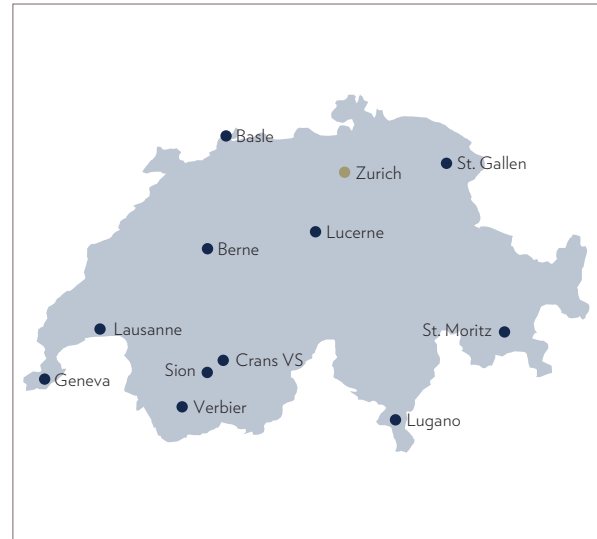 Basle
St. Gallen
Zurich
Lucerne
Berne
Lausanne
St. Moritz
Crans VS
Sion
Geneva
Verbier
Lugano